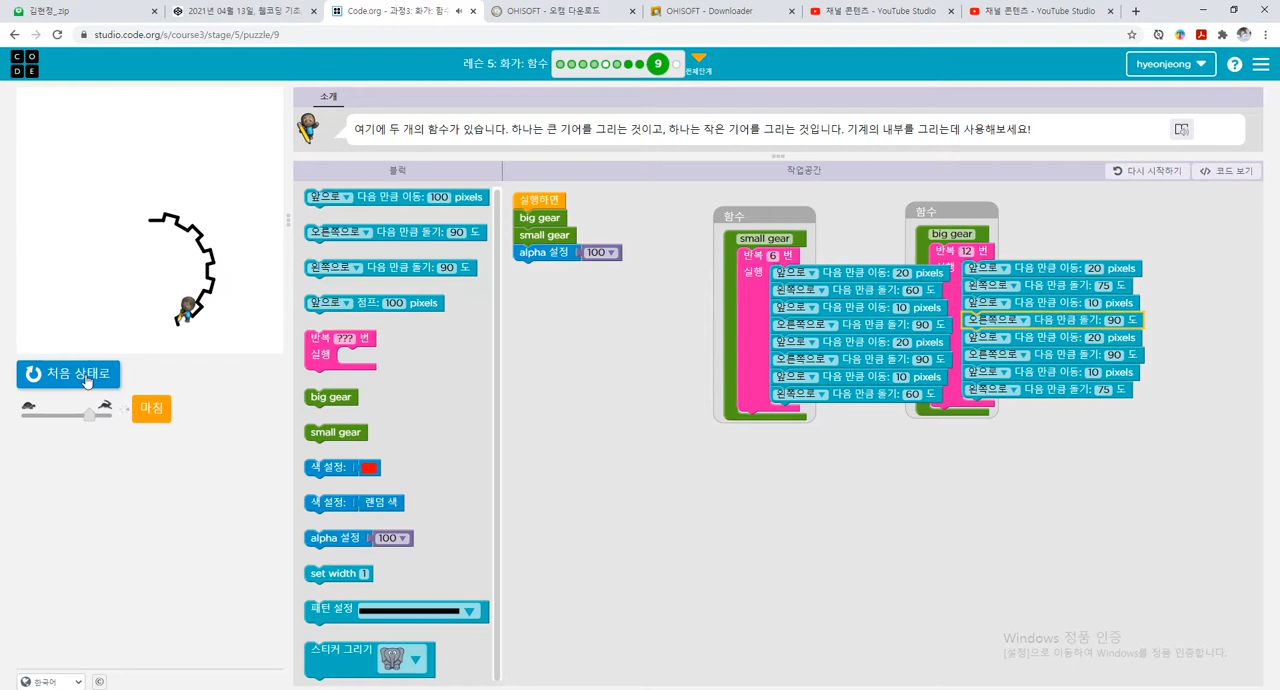 김현정_.zip
2021년 04월 13일, 웰코딩 기초
Code.org - 과정3: 화가: 함수
OH!SOFT - 오캠 다운로드
OH!SOFT - Downloader
채널 콘텐츠 - YouTube Studio
채널 콘텐츠 - YouTube Studio
studio.code.org/s/course3/stage/5/puzzle/9
C O D E
레슨 5: 화가: 함수
9
전체단계
hyeonjeong
소개
여기에 두 개의 함수가 있습니다. 하나는 큰 기어를 그리는 것이고, 하나는 작은 기어를 그리는 것입니다. 기계의 내부를 그리는데 사용해보세요!
블럭
작업공간
다시 시작하기
코드 보기
처음 상태로
마침
앞으로 다음 만큼 이동: 100 pixels
오른쪽으로 다음 만큼 돌기: 90 도
왼쪽으로 다음 만큼 돌기: 90 도
앞으로 점프: 100 pixels
반복 ??? 번
실행
big gear
small gear
색 설정:
색 설정: 랜덤 색
alpha 설정 100
set width 1
패턴 설정
스티커 그리기
실행하면
big gear
small gear
alpha 설정 100
함수
small gear
반복 6 번
실행
앞으로 다음 만큼 이동: 20 pixels
왼쪽으로 다음 만큼 돌기: 60 도
앞으로 다음 만큼 이동: 10 pixels
오른쪽으로 다음 만큼 돌기: 90 도
앞으로 다음 만큼 이동: 20 pixels
오른쪽으로 다음 만큼 돌기: 90 도
앞으로 다음 만큼 이동: 10 pixels
왼쪽으로 다음 만큼 돌기: 60 도
함수
big gear
반복 12 번
앞으로 다음 만큼 이동: 20 pixels
왼쪽으로 다음 만큼 돌기: 75 도
앞으로 다음 만큼 이동: 10 pixels
오른쪽으로 다음 만큼 돌기: 90 도
앞으로 다음 만큼 이동: 20 pixels
오른쪽으로 다음 만큼 돌기: 90 도
앞으로 다음 만큼 이동: 10 pixels
왼쪽으로 다음 만큼 돌기: 75 도
Windows 정품 인증
[설정]으로 이동하여 Windows를 정품 인증합니다.
한국어